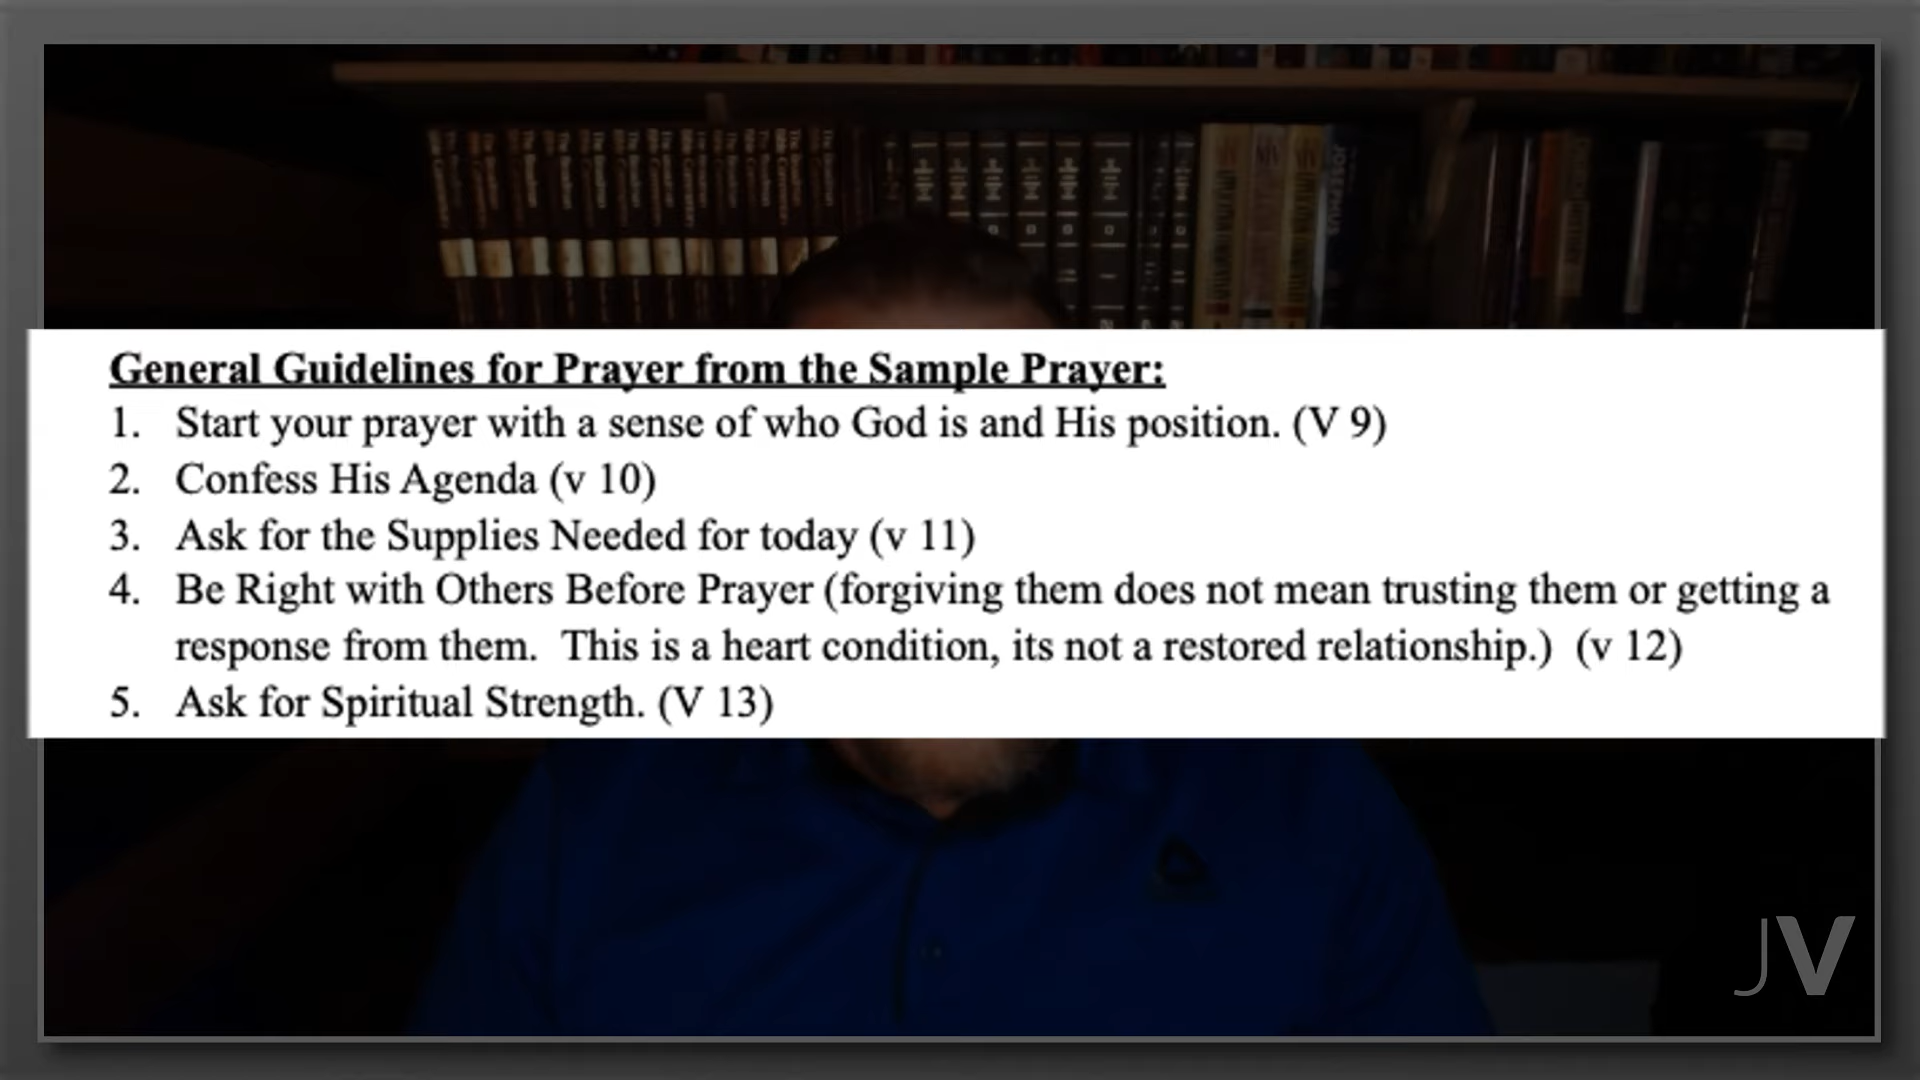 JOSEPHUS
General Guidelines for Prayer from the Sample Prayer:
1. Start your prayer with a sense of who God is and His position. (V 9)
2. Confess His Agenda (v 10)
3. Ask for the Supplies Needed for today (v 11)
4. Be Right with Others Before Prayer (forgiving them does not mean trusting them or getting a
response from them.  This is a heart condition, its not a restored relationship.)  (v 12)
5. Ask for Spiritual Strength. (V 13)
JV